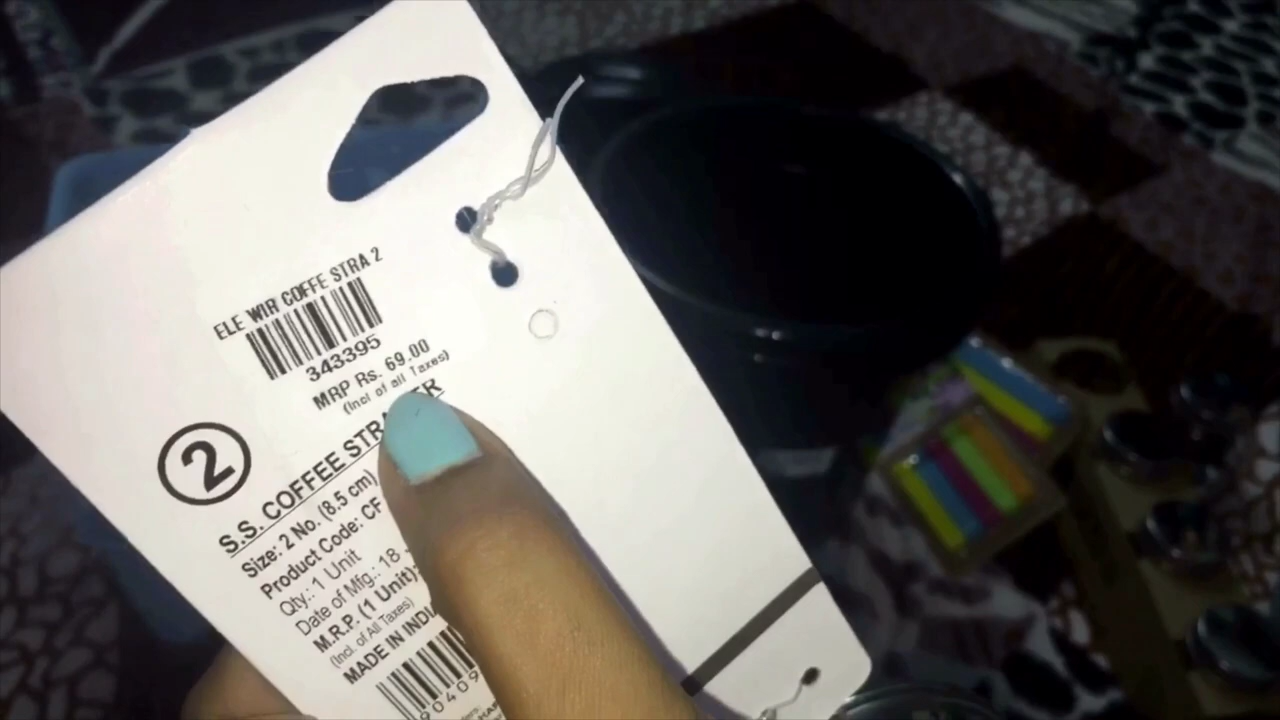 ELE WIR COFFE STRA 2
343395
MRP Rs. 69.00
(Incl of all Taxes)
2
S.S. COFFEE
Size: 2 No. (8.5 cm)
Product Code: CF
Qty.: 1 Unit
Date of Mfg.: 18
M.R.P. (1 Unit):
(Incl. of All Taxes)
MADE IN
90409